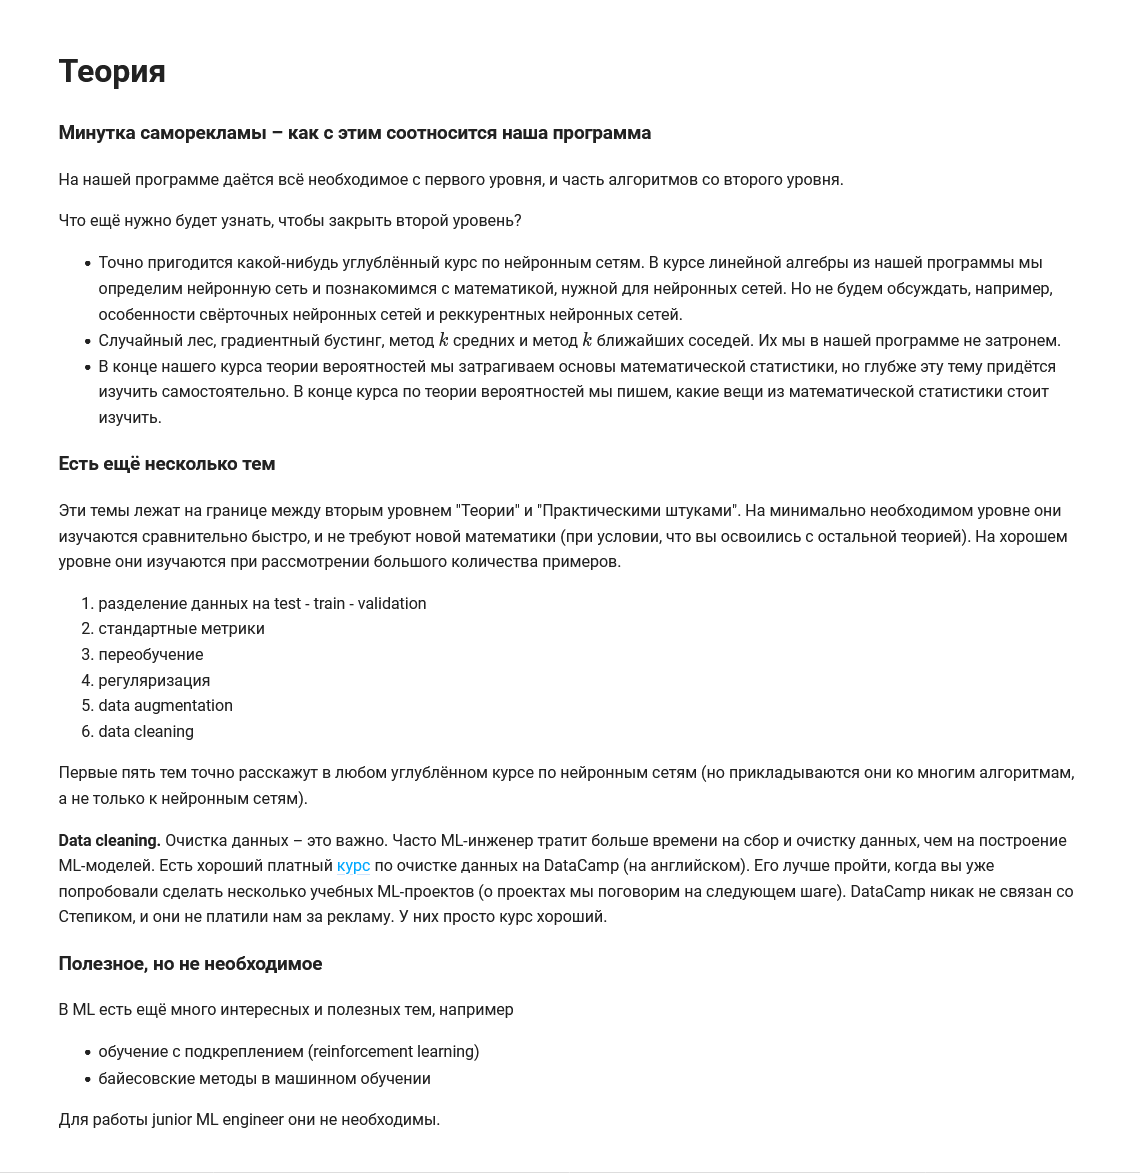 Теория
Минутка саморекламы – как с этим соотносится наша программа
На нашей программе даётся всё необходимое с первого уровня, и часть алгоритмов со второго уровня.
Что ещё нужно будет узнать, чтобы закрыть второй уровень?
• Точно пригодится какой-нибудь углублённый курс по нейронным сетям. В курсе линейной алгебры из нашей программы мы
определим нейронную сеть и познакомимся с математикой, нужной для нейронных сетей. Но не будем обсуждать, например,
особенности свёрточных нейронных сетей и реккурентных нейронных сетей.
• Случайный лес, градиентный бустинг, метод k средних и метод k ближайших соседей. Их мы в нашей программе не затронем.
• В конце нашего курса теории вероятностей мы затрагиваем основы математической статистики, но глубже эту тему придётся
изучить самостоятельно. В конце курса по теории вероятностей мы пишем, какие вещи из математической статистики стоит
изучить.
Есть ещё несколько тем
Эти темы лежат на границе между вторым уровнем "Теории" и "Практическими штуками". На минимально необходимом уровне они
изучаются сравнительно быстро, и не требуют новой математики (при условии, что вы освоились с остальной теорией). На хорошем
уровне они изучаются при рассмотрении большого количества примеров.
1. разделение данных на test - train - validation
2. стандартные метрики
3. переобучение
4. регуляризация
5. data augmentation
6. data cleaning
Первые пять тем точно расскажут в любом углублённом курсе по нейронным сетям (но прикладываются они ко многим алгоритмам,
а не только к нейронным сетям).
Data cleaning. Очистка данных – это важно. Часто ML-инженер тратит больше времени на сбор и очистку данных, чем на построение
ML-моделей. Есть хороший платный курс по очистке данных на DataCamp (на английском). Его лучше пройти, когда вы уже
попробовали сделать несколько учебных ML-проектов (о проектах мы поговорим на следующем шаге). DataCamp никак не связан со
Степиком, и они не платили нам за рекламу. У них просто курс хороший.
Полезное, но не необходимое
В ML есть ещё много интересных и полезных тем, например
• обучение с подкреплением (reinforcement learning)
• байесовские методы в машинном обучении
Для работы junior ML engineer они не необходимы.